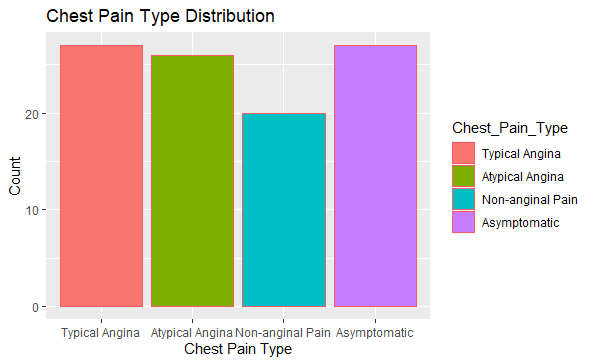 Chest Pain Type Distribution
Count
20
10
0
Typical Angina
Atypical Angina
Non-anginal Pain
Asymptomatic
Chest Pain Type
Chest_Pain_Type
Typical Angina
Atypical Angina
Non-anginal Pain
Asymptomatic